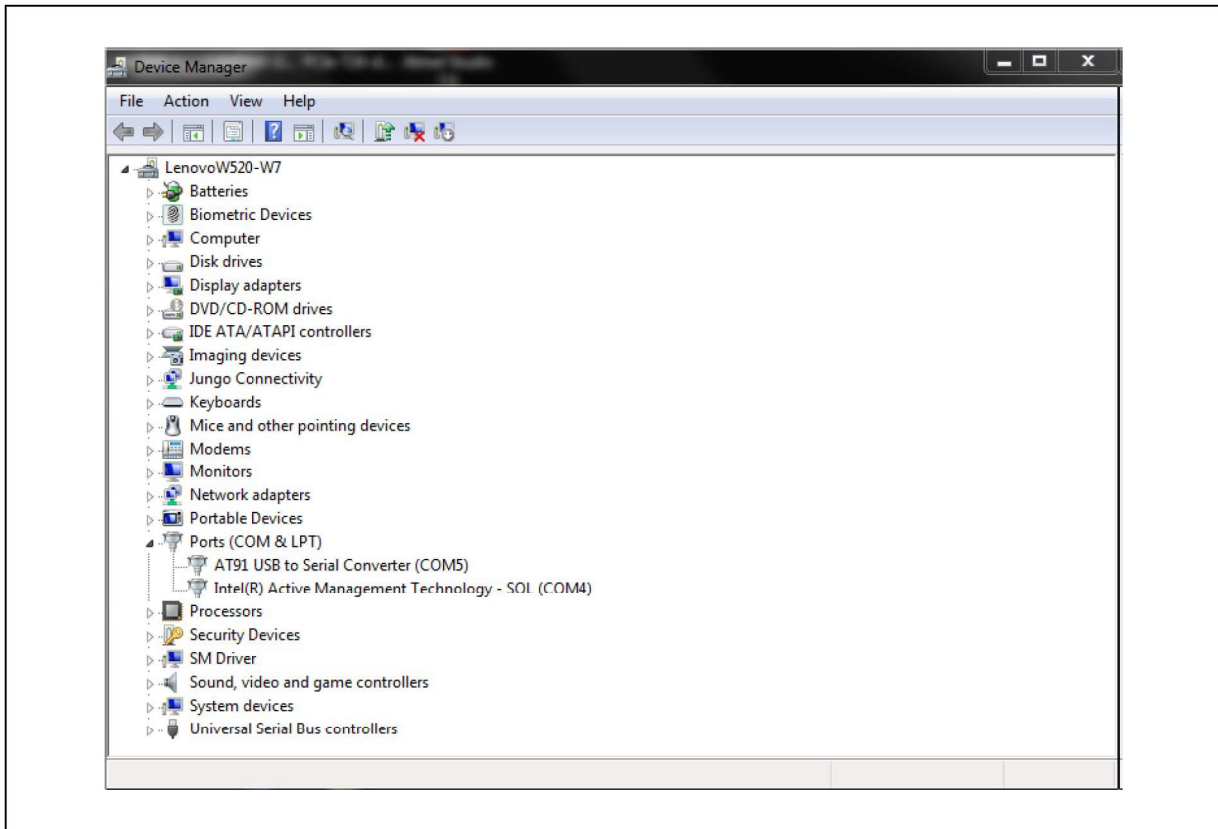 Device Manager
File Action View Help
LenovoW520-W7
Batteries
Biometric Devices
Computer
Disk drives
Display adapters
DVD/CD-ROM drives
IDE ATA/ATAPI controllers
Imaging devices
Jungo Connectivity
Keyboards
Mice and other pointing devices
Modems
Monitors
Network adapters
Portable Devices
Ports (COM & LPT)
AT91 USB to Serial Converter (COM5)
Intel(R) Active Management Technology - SOL (COM4)
Processors
Security Devices
SM Driver
Sound, video and game controllers
System devices
Universal Serial Bus controllers